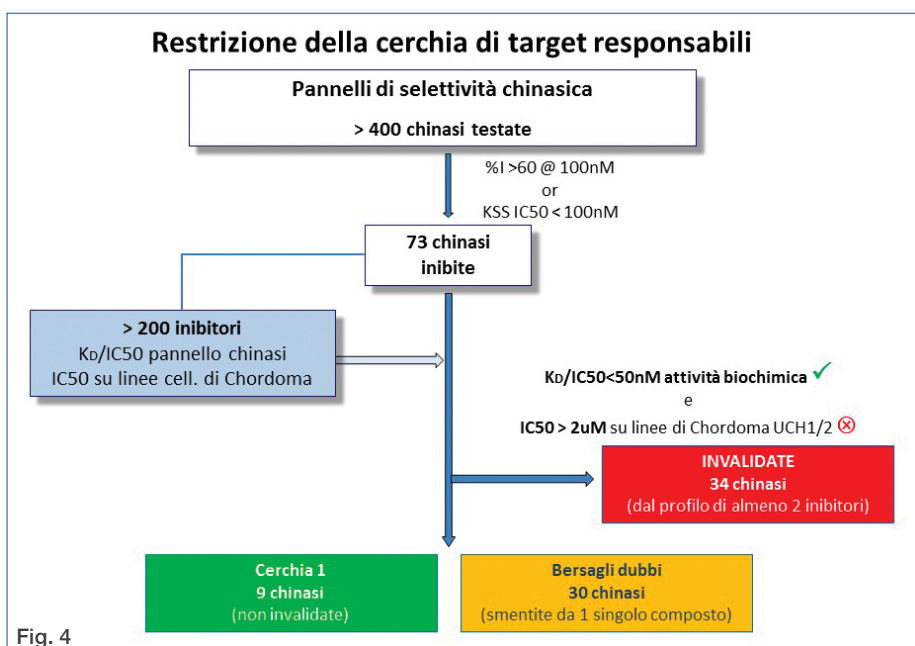 Restrizione della cerchia di target responsabili
Pannelli di selettività chinasica
> 400 chinasi testate
%I >60 @ 100nM
or
KSS IC50 < 100nM
73 chinasi
inibite
> 200 inibitori
KD/IC50 pannello chinasi
IC50 su linee cell. di Chordoma
KD/IC50<50nM attività biochimica ✓
e
IC50 > 2uM su linee di Chordoma UCH1/2 ⊗
INVALIDATE
34 chinasi
(dal profilo di almeno 2 inibitori)
Cerchia 1
9 chinasi
(non invalidate)
Bersagli dubbi
30 chinasi
(smentite da 1 singolo composto)
Fig. 4